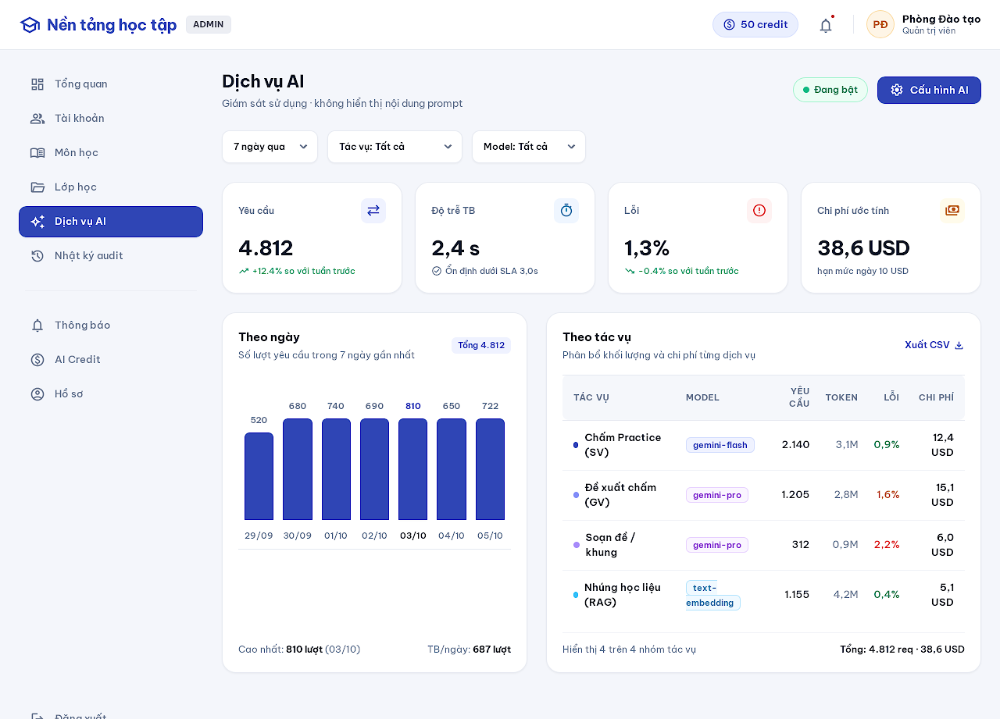 Nền tảng học tập
ADMIN
50 credit
PĐ
Phòng Đào tạo
Quản trị viên
Tổng quan
Tài khoản
Môn học
Lớp học
Dịch vụ AI
Nhật ký audit
Thông báo
AI Credit
Hồ sơ
Đăng xuất
Dịch vụ AI
Giám sát sử dụng · không hiển thị nội dung prompt
Đang bật
Cấu hình AI
7 ngày qua
Tác vụ: Tất cả
Model: Tất cả
Yêu cầu
4.812
+12.4% so với tuần trước
Độ trễ TB
2,4 s
Ổn định dưới SLA 3,0s
Lỗi
1,3%
-0.4% so với tuần trước
Chi phí ước tính
38,6 USD
hạn mức ngày 10 USD
Theo ngày
Số lượt yêu cầu trong 7 ngày gần nhất
Tổng 4.812
520 680 740 690 810 650 722
29/09 30/09 01/10 02/10 03/10 04/10 05/10
Cao nhất: 810 lượt (03/10)
TB/ngày: 687 lượt
Theo tác vụ
Phân bổ khối lượng và chi phí từng dịch vụ
Xuất CSV
TÁC VỤ MODEL YÊU CẦU TOKEN LỖI CHI PHÍ
Chấm Practice (SV) gemini-flash 2.140 3,1M 0,9% 12,4 USD
Đề xuất chấm (GV) gemini-pro 1.205 2,8M 1,6% 15,1 USD
Soạn đề / khung gemini-pro 312 0,9M 2,2% 6,0 USD
Nhúng học liệu (RAG) text-embedding 1.155 4,2M 0,4% 5,1 USD
Hiển thị 4 trên 4 nhóm tác vụ
Tổng: 4.812 req · 38,6 USD